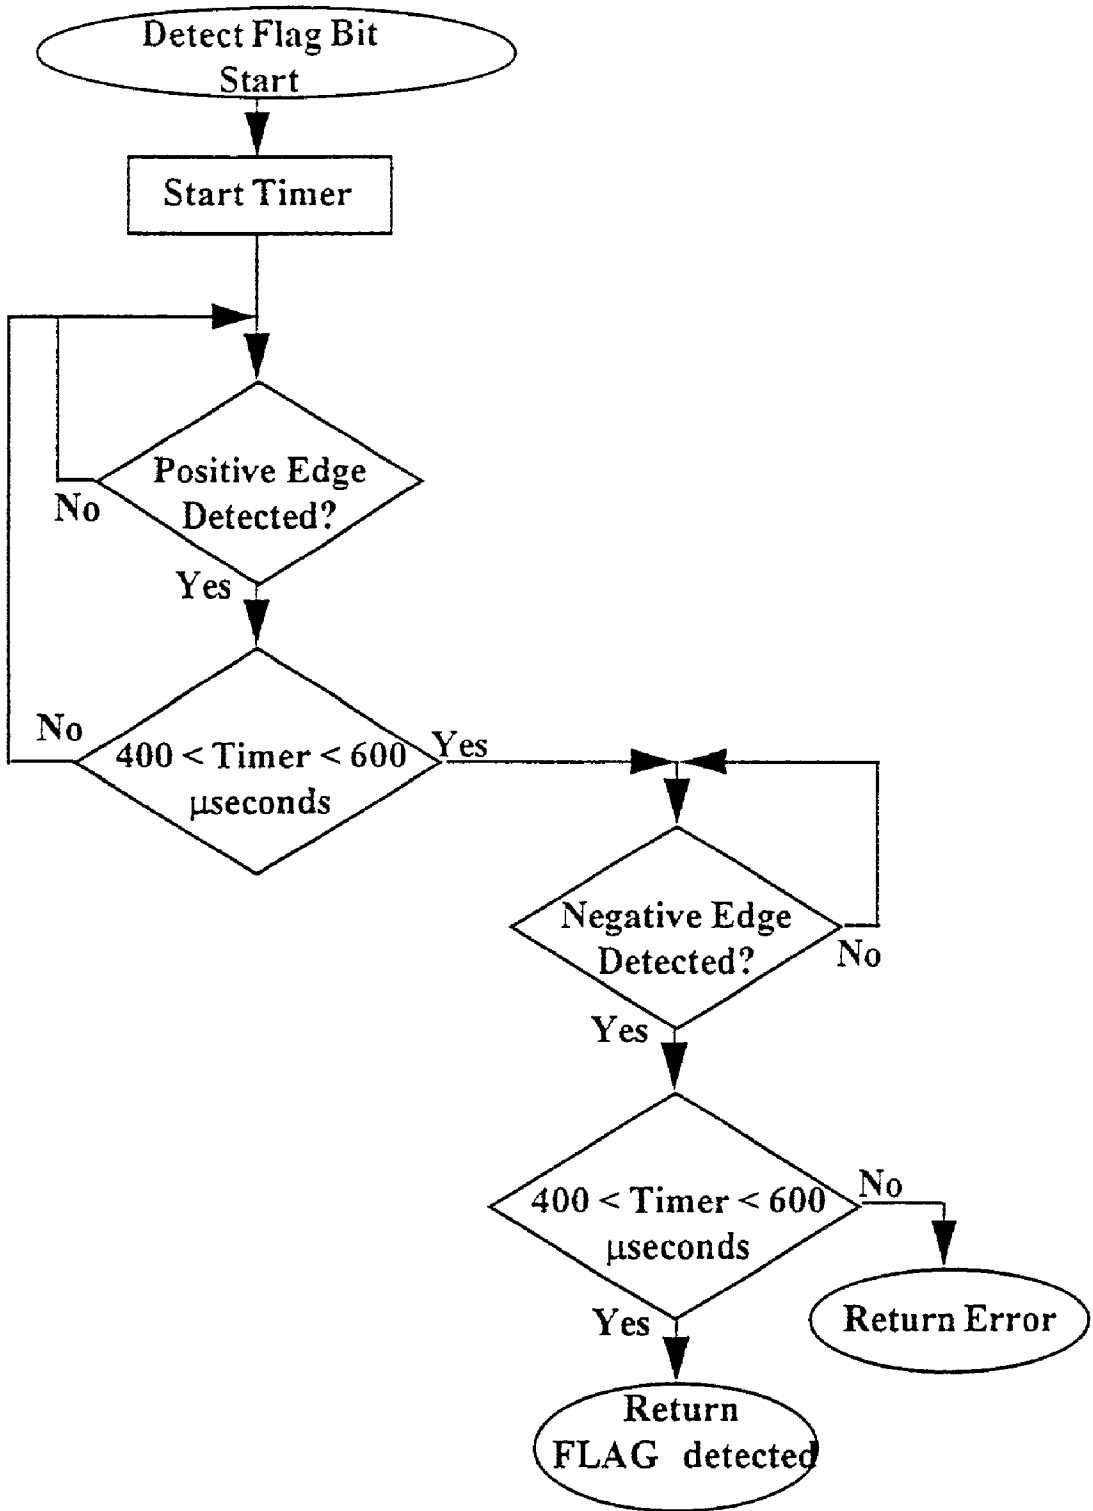 Detect Flag Bit
Start
Start Timer
Positive Edge
Detected?
No
Yes
No
400 < Timer < 600
µseconds
Yes
Negative Edge
Detected?
No
Yes
400 < Timer < 600
µseconds
No
Yes
Return Error
Return
FLAG detected